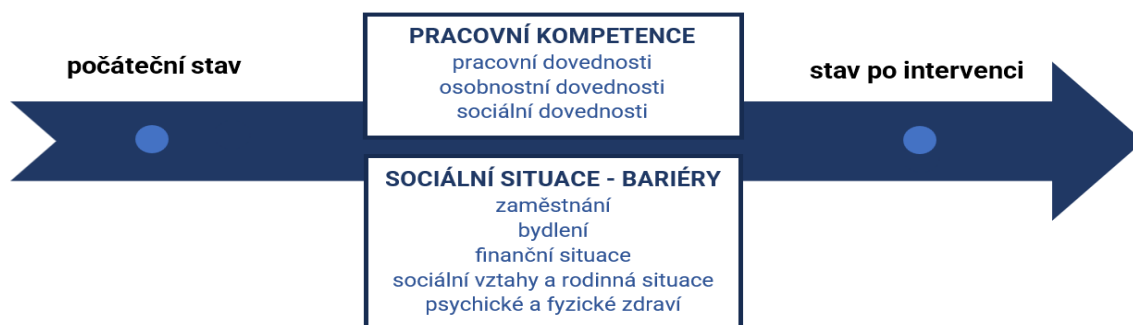 počáteční stav
PRACOVNÍ KOMPETENCE
pracovní dovednosti
osobnostní dovednosti
sociální dovednosti
SOCIÁLNÍ SITUACE - BARIÉRY
zaměstnání
bydlení
finanční situace
sociální vztahy a rodinná situace
psychické a fyzické zdraví
stav po intervenci